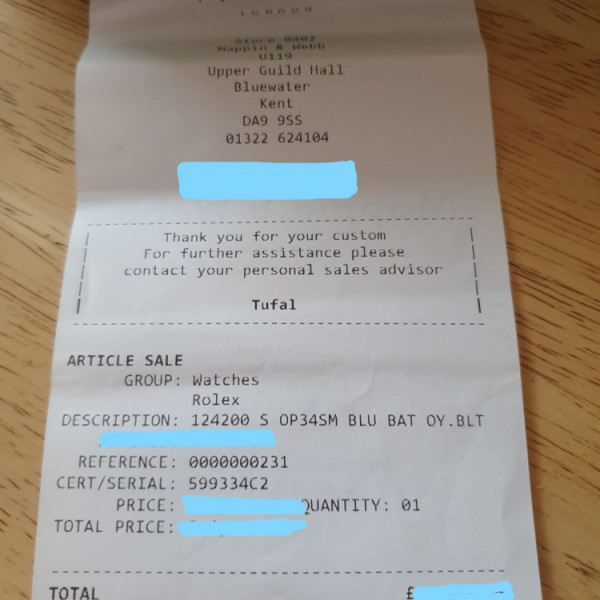 Store 0402
Mappin & Webb
U119
Upper Guild Hall
Bluewater
Kent
DA9 9SS
01322 624104
Thank you for your custom
For further assistance please
contact your personal sales advisor
Tufal
ARTICLE SALE
GROUP: Watches
Rolex
DESCRIPTION: 124200 S OP34SM BLU BAT OY.BLT
REFERENCE: 0000000231
CERT/SERIAL: 599334C2
PRICE: QUANTITY: 01
TOTAL PRICE:
TOTAL £